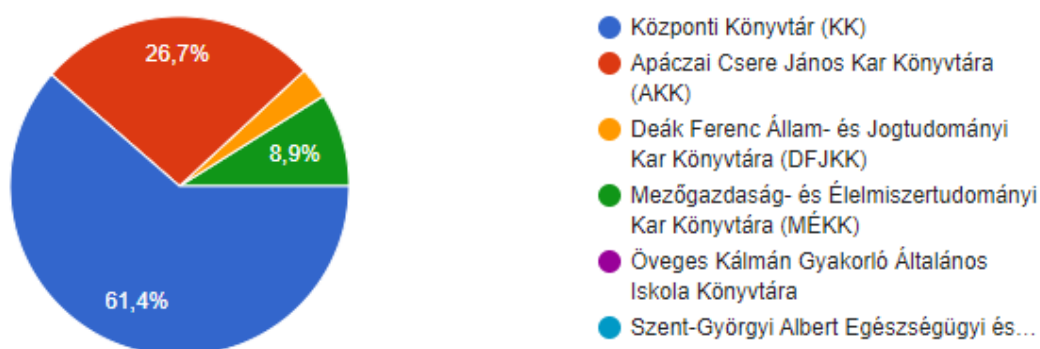 26,7%
8,9%
61,4%
Központi Könyvtár (KK)
Apáczai Csere János Kar Könyvtára
(AKK)
Deák Ferenc Állam- és Jogtudományi
Kar Könyvtára (DFJKK)
Mezőgazdaság- és Élelmiszertudományi
Kar Könyvtára (MÉKK)
Öveges Kálmán Gyakorló Általános
Iskola Könyvtára
Szent-Györgyi Albert Egészségügyi és...